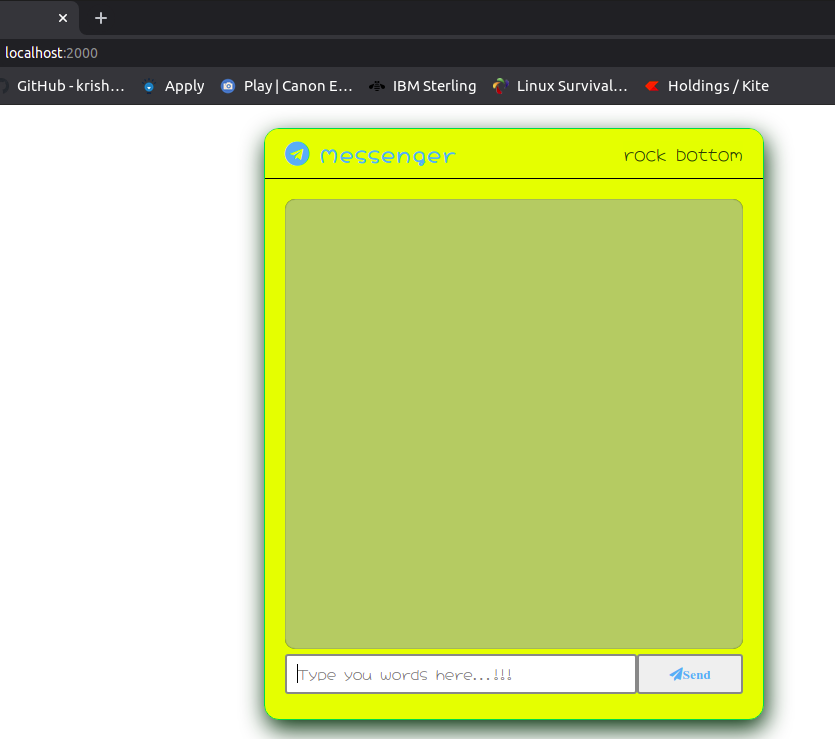 localhost:2000
GitHub - krish... Apply Play | Canon E... IBM Sterling Linux Survival... Holdings / Kite
Messenger rock bottom
Type you words here...!!!
Send